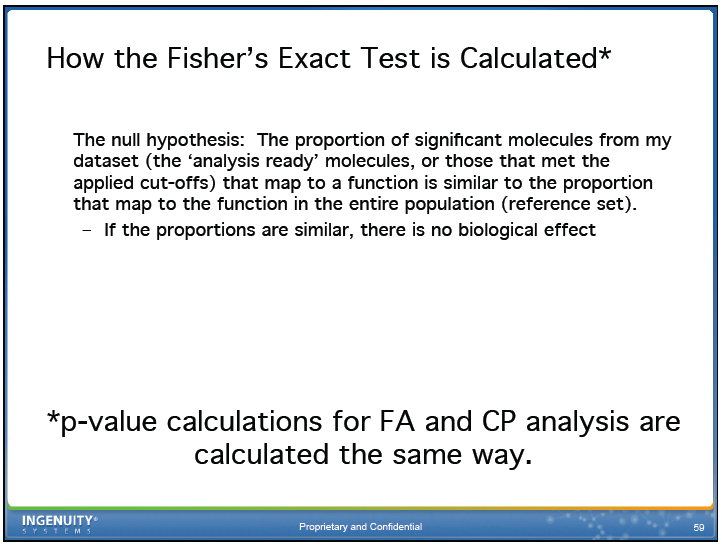 How the Fisher’s Exact Test is Calculated*
The null hypothesis:  The proportion of significant molecules from my
dataset (the ‘analysis ready’ molecules, or those that met the
applied cut-offs) that map to a function is similar to the proportion
that map to the function in the entire population (reference set).
– If the proportions are similar, there is no biological effect
*p-value calculations for FA and CP analysis are
calculated the same way.
INGENUITY®
SYSTEMS
Proprietary and Confidential
59